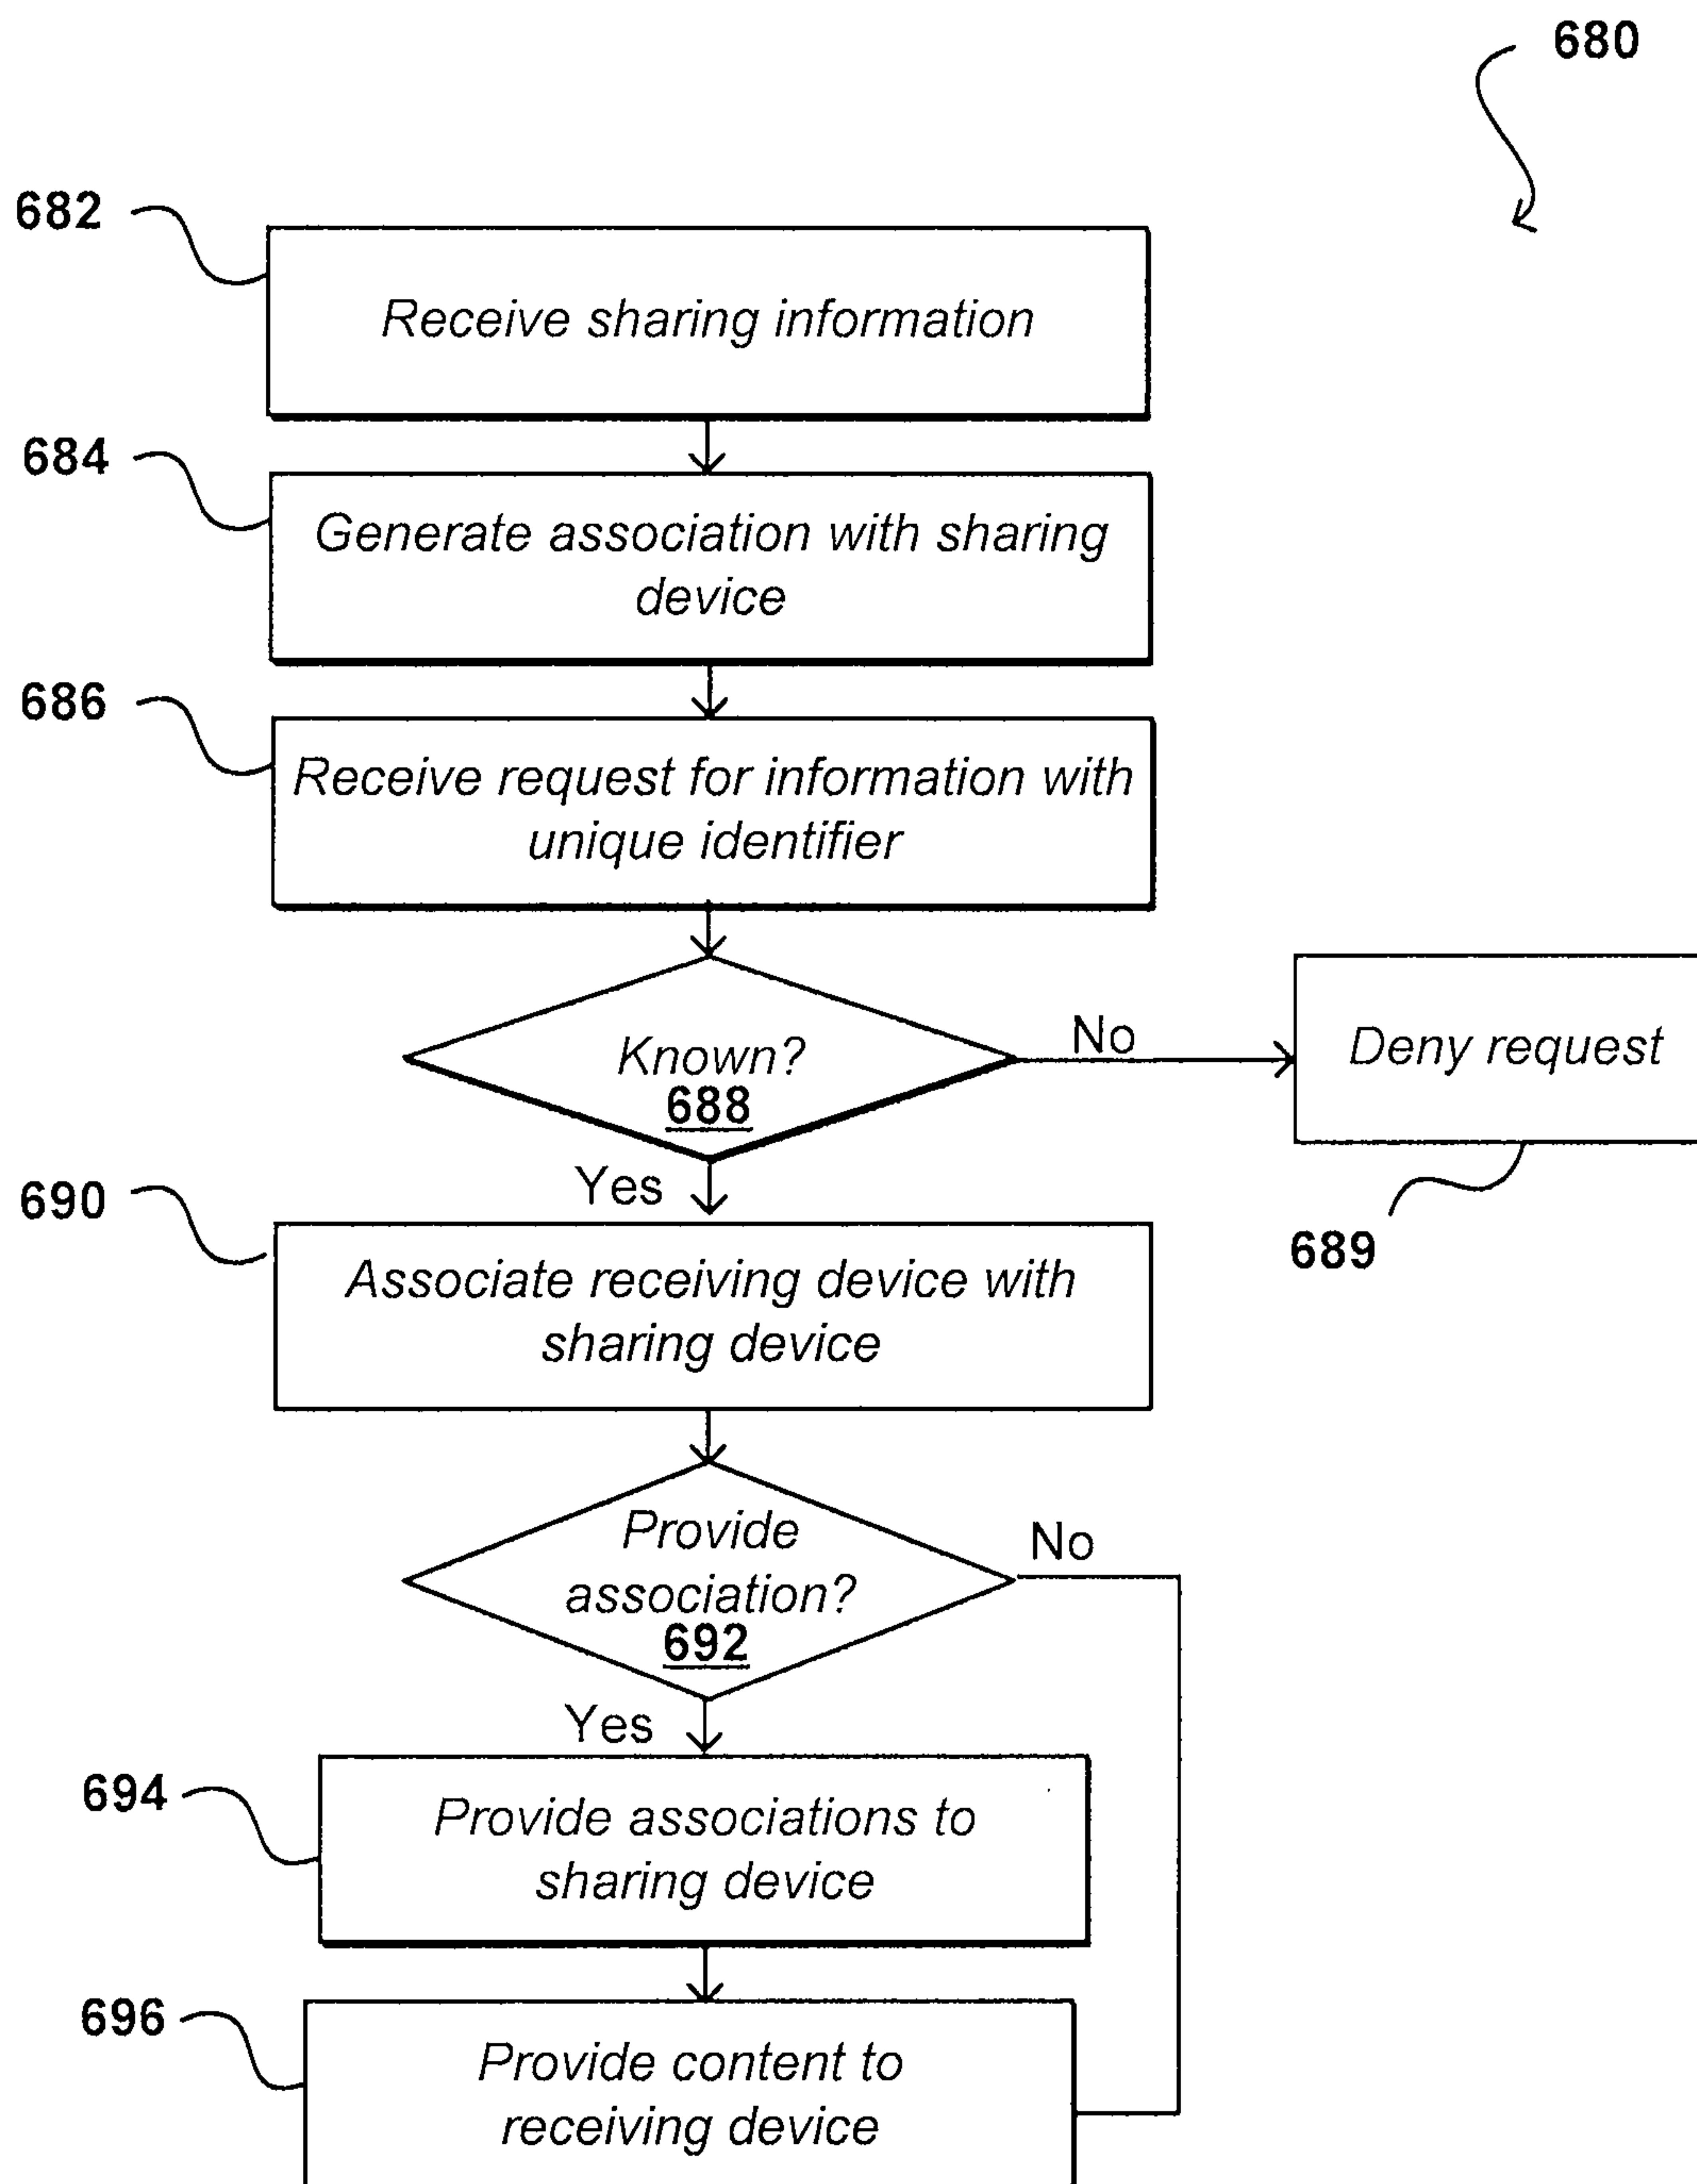 680
682
Receive sharing information
684
Generate association with sharing
device
686
Receive request for information with
unique identifier
Known?
688
No
Deny request
689
Yes
690
Associate receiving device with
sharing device
Provide
association?
692
No
Yes
694
Provide associations to
sharing device
696
Provide content to
receiving device